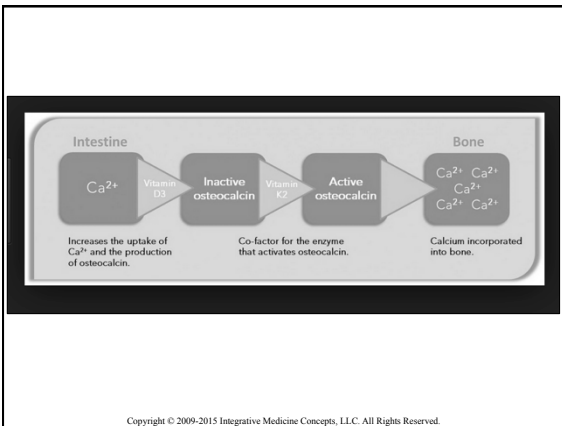 Intestine
Bone
Ca²⁺
Vitamin
D3
Inactive
osteocalcin
Vitamin
K2
Active
osteocalcin
Ca²⁺ Ca²⁺
Ca²⁺
Ca²⁺ Ca²⁺
Increases the uptake of
Ca²⁺ and the production
of osteocalcin.
Co-factor for the enzyme
that activates osteocalcin.
Calcium incorporated
into bone.
Copyright © 2009-2015 Integrative Medicine Concepts, LLC. All Rights Reserved.